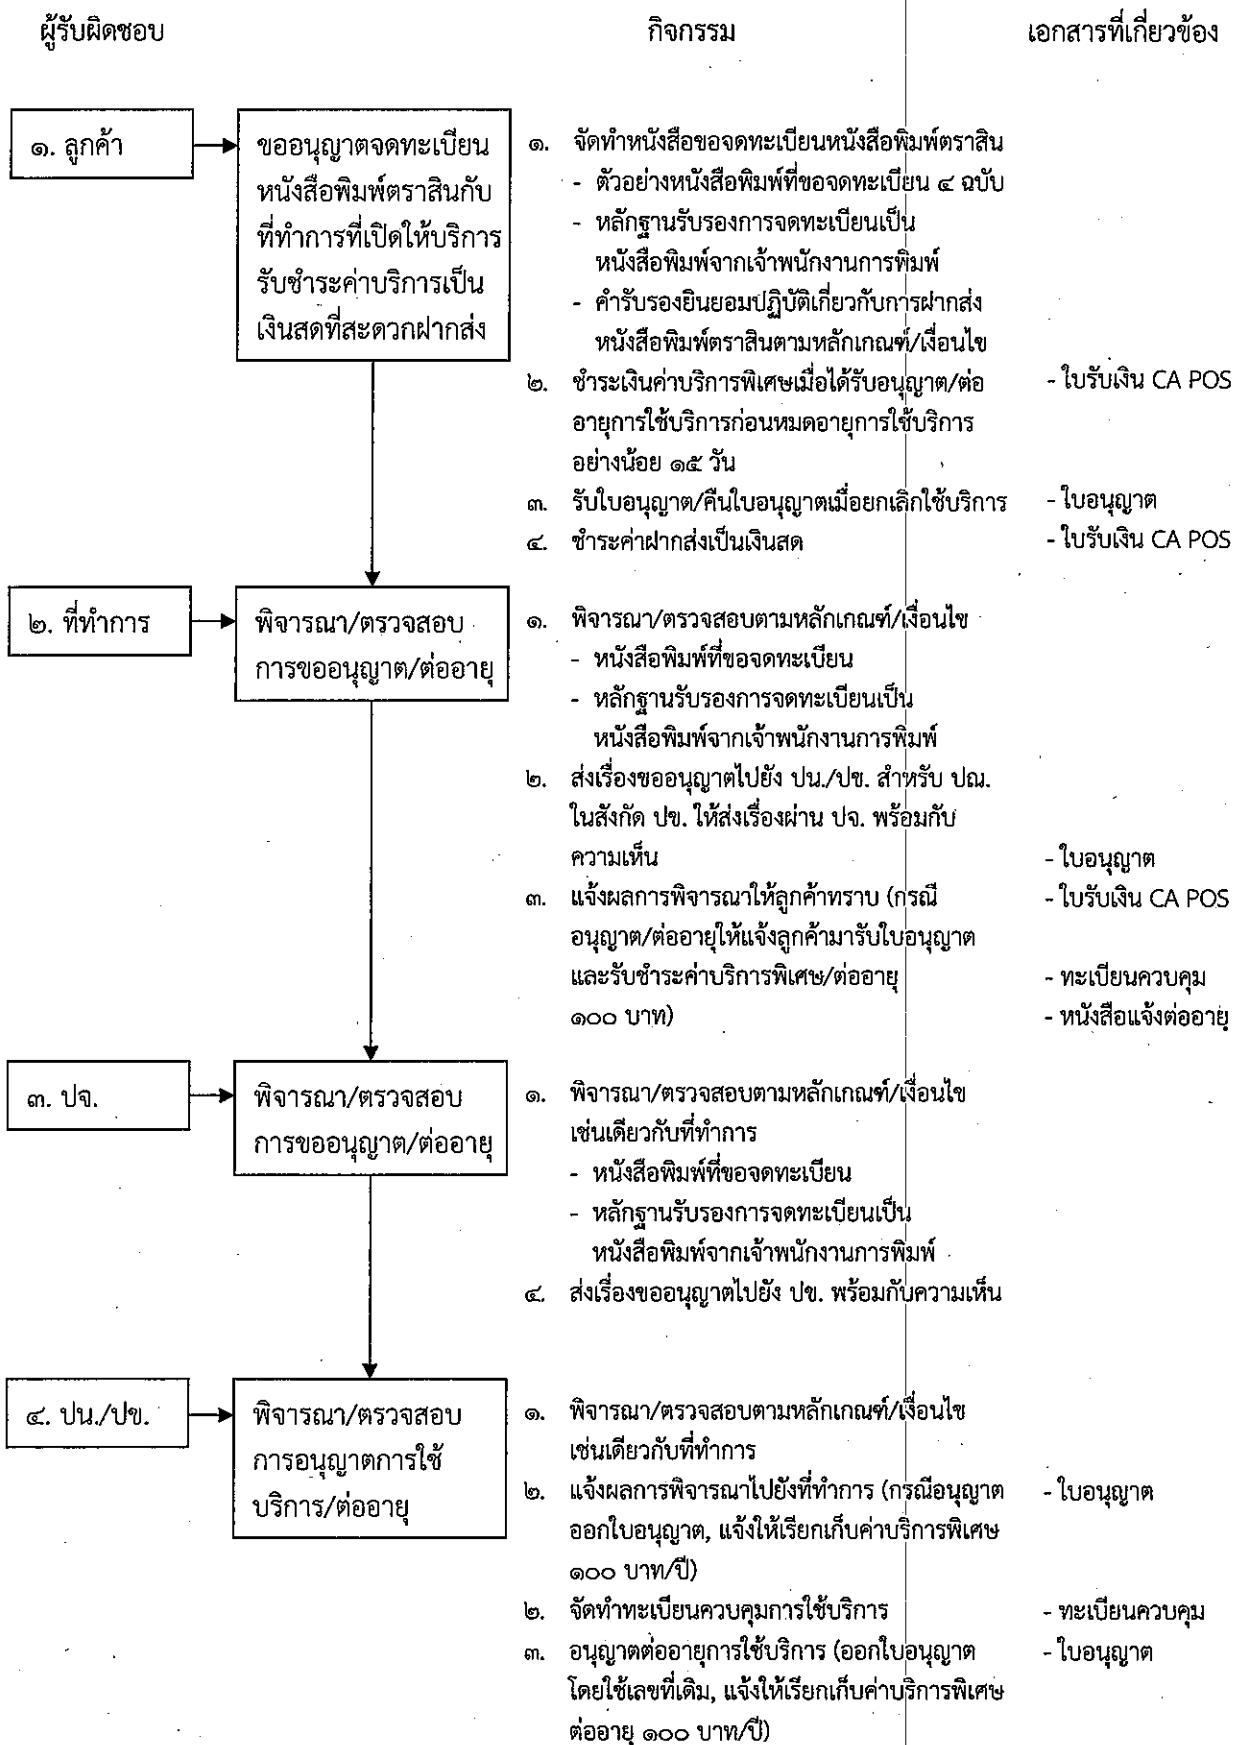 ผู้รับผิดชอบ
กิจกรรม
เอกสารที่เกี่ยวข้อง
๑. ลูกค้า
ขออนุญาตจดทะเบียน
หนังสือพิมพ์ตราสินกับ
ที่ทำการที่เปิดให้บริการ
รับชำระค่าบริการเป็น
เงินสดที่สะดวกฝากส่ง
๑. จัดทำหนังสือขอจดทะเบียนหนังสือพิมพ์ตราสิน
- ตัวอย่างหนังสือพิมพ์ที่ขอจดทะเบียน ๔ ฉบับ
- หลักฐานรับรองการจดทะเบียนเป็น
หนังสือพิมพ์จากเจ้าพนักงานการพิมพ์
- คำรับรองยินยอมปฏิบัติเกี่ยวกับการฝากส่ง
หนังสือพิมพ์ตราสินตามหลักเกณฑ์/เงื่อนไข
๒. ชำระเงินค่าบริการพิเศษเมื่อได้รับอนุญาต/ต่อ
อายุการใช้บริการก่อนหมดอายุการใช้บริการ
อย่างน้อย ๑๕ วัน
- ใบรับเงิน CA POS
๓. รับใบอนุญาต/คืนใบอนุญาตเมื่อยกเลิกใช้บริการ
- ใบอนุญาต
๔. ชำระค่าฝากส่งเป็นเงินสด
- ใบรับเงิน CA POS
๒. ที่ทำการ
พิจารณา/ตรวจสอบ
การขออนุญาต/ต่ออายุ
๑. พิจารณา/ตรวจสอบตามหลักเกณฑ์/เงื่อนไข
- หนังสือพิมพ์ที่ขอจดทะเบียน
- หลักฐานรับรองการจดทะเบียนเป็น
หนังสือพิมพ์จากเจ้าพนักงานการพิมพ์
๒. ส่งเรื่องขออนุญาตไปยัง ปน./ปข. สำหรับ ปณ.
ในสังกัด ปข. ให้ส่งเรื่องผ่าน ปจ. พร้อมกับ
ความเห็น
- ใบอนุญาต
๓. แจ้งผลการพิจารณาให้ลูกค้าทราบ (กรณี
อนุญาต/ต่ออายุให้แจ้งลูกค้ามารับใบอนุญาต
และรับชำระค่าบริการพิเศษ/ต่ออายุ
๑๐๐ บาท)
- ใบรับเงิน CA POS
- ทะเบียนควบคุม
- หนังสือแจ้งต่ออายุ
๓. ปจ.
พิจารณา/ตรวจสอบ
การขออนุญาต/ต่ออายุ
๑. พิจารณา/ตรวจสอบตามหลักเกณฑ์/เงื่อนไข
เช่นเดียวกับที่ทำการ
- หนังสือพิมพ์ที่ขอจดทะเบียน
- หลักฐานรับรองการจดทะเบียนเป็น
หนังสือพิมพ์จากเจ้าพนักงานการพิมพ์
๔. ส่งเรื่องขออนุญาตไปยัง ปข. พร้อมกับความเห็น
๔. ปน./ปข.
พิจารณา/ตรวจสอบ
การอนุญาตการใช้
บริการ/ต่ออายุ
๑. พิจารณา/ตรวจสอบตามหลักเกณฑ์/เงื่อนไข
เช่นเดียวกับที่ทำการ
๒. แจ้งผลการพิจารณาไปยังที่ทำการ (กรณีอนุญาต
ออกใบอนุญาต, แจ้งให้เรียกเก็บค่าบริการพิเศษ
๑๐๐ บาท/ปี)
- ใบอนุญาต
๒. จัดทำทะเบียนควบคุมการใช้บริการ
- ทะเบียนควบคุม
๓. อนุญาตต่ออายุการใช้บริการ (ออกใบอนุญาต
โดยใช้เลขที่เดิม, แจ้งให้เรียกเก็บค่าบริการพิเศษ
ต่ออายุ ๑๐๐ บาท/ปี)
- ใบอนุญาต